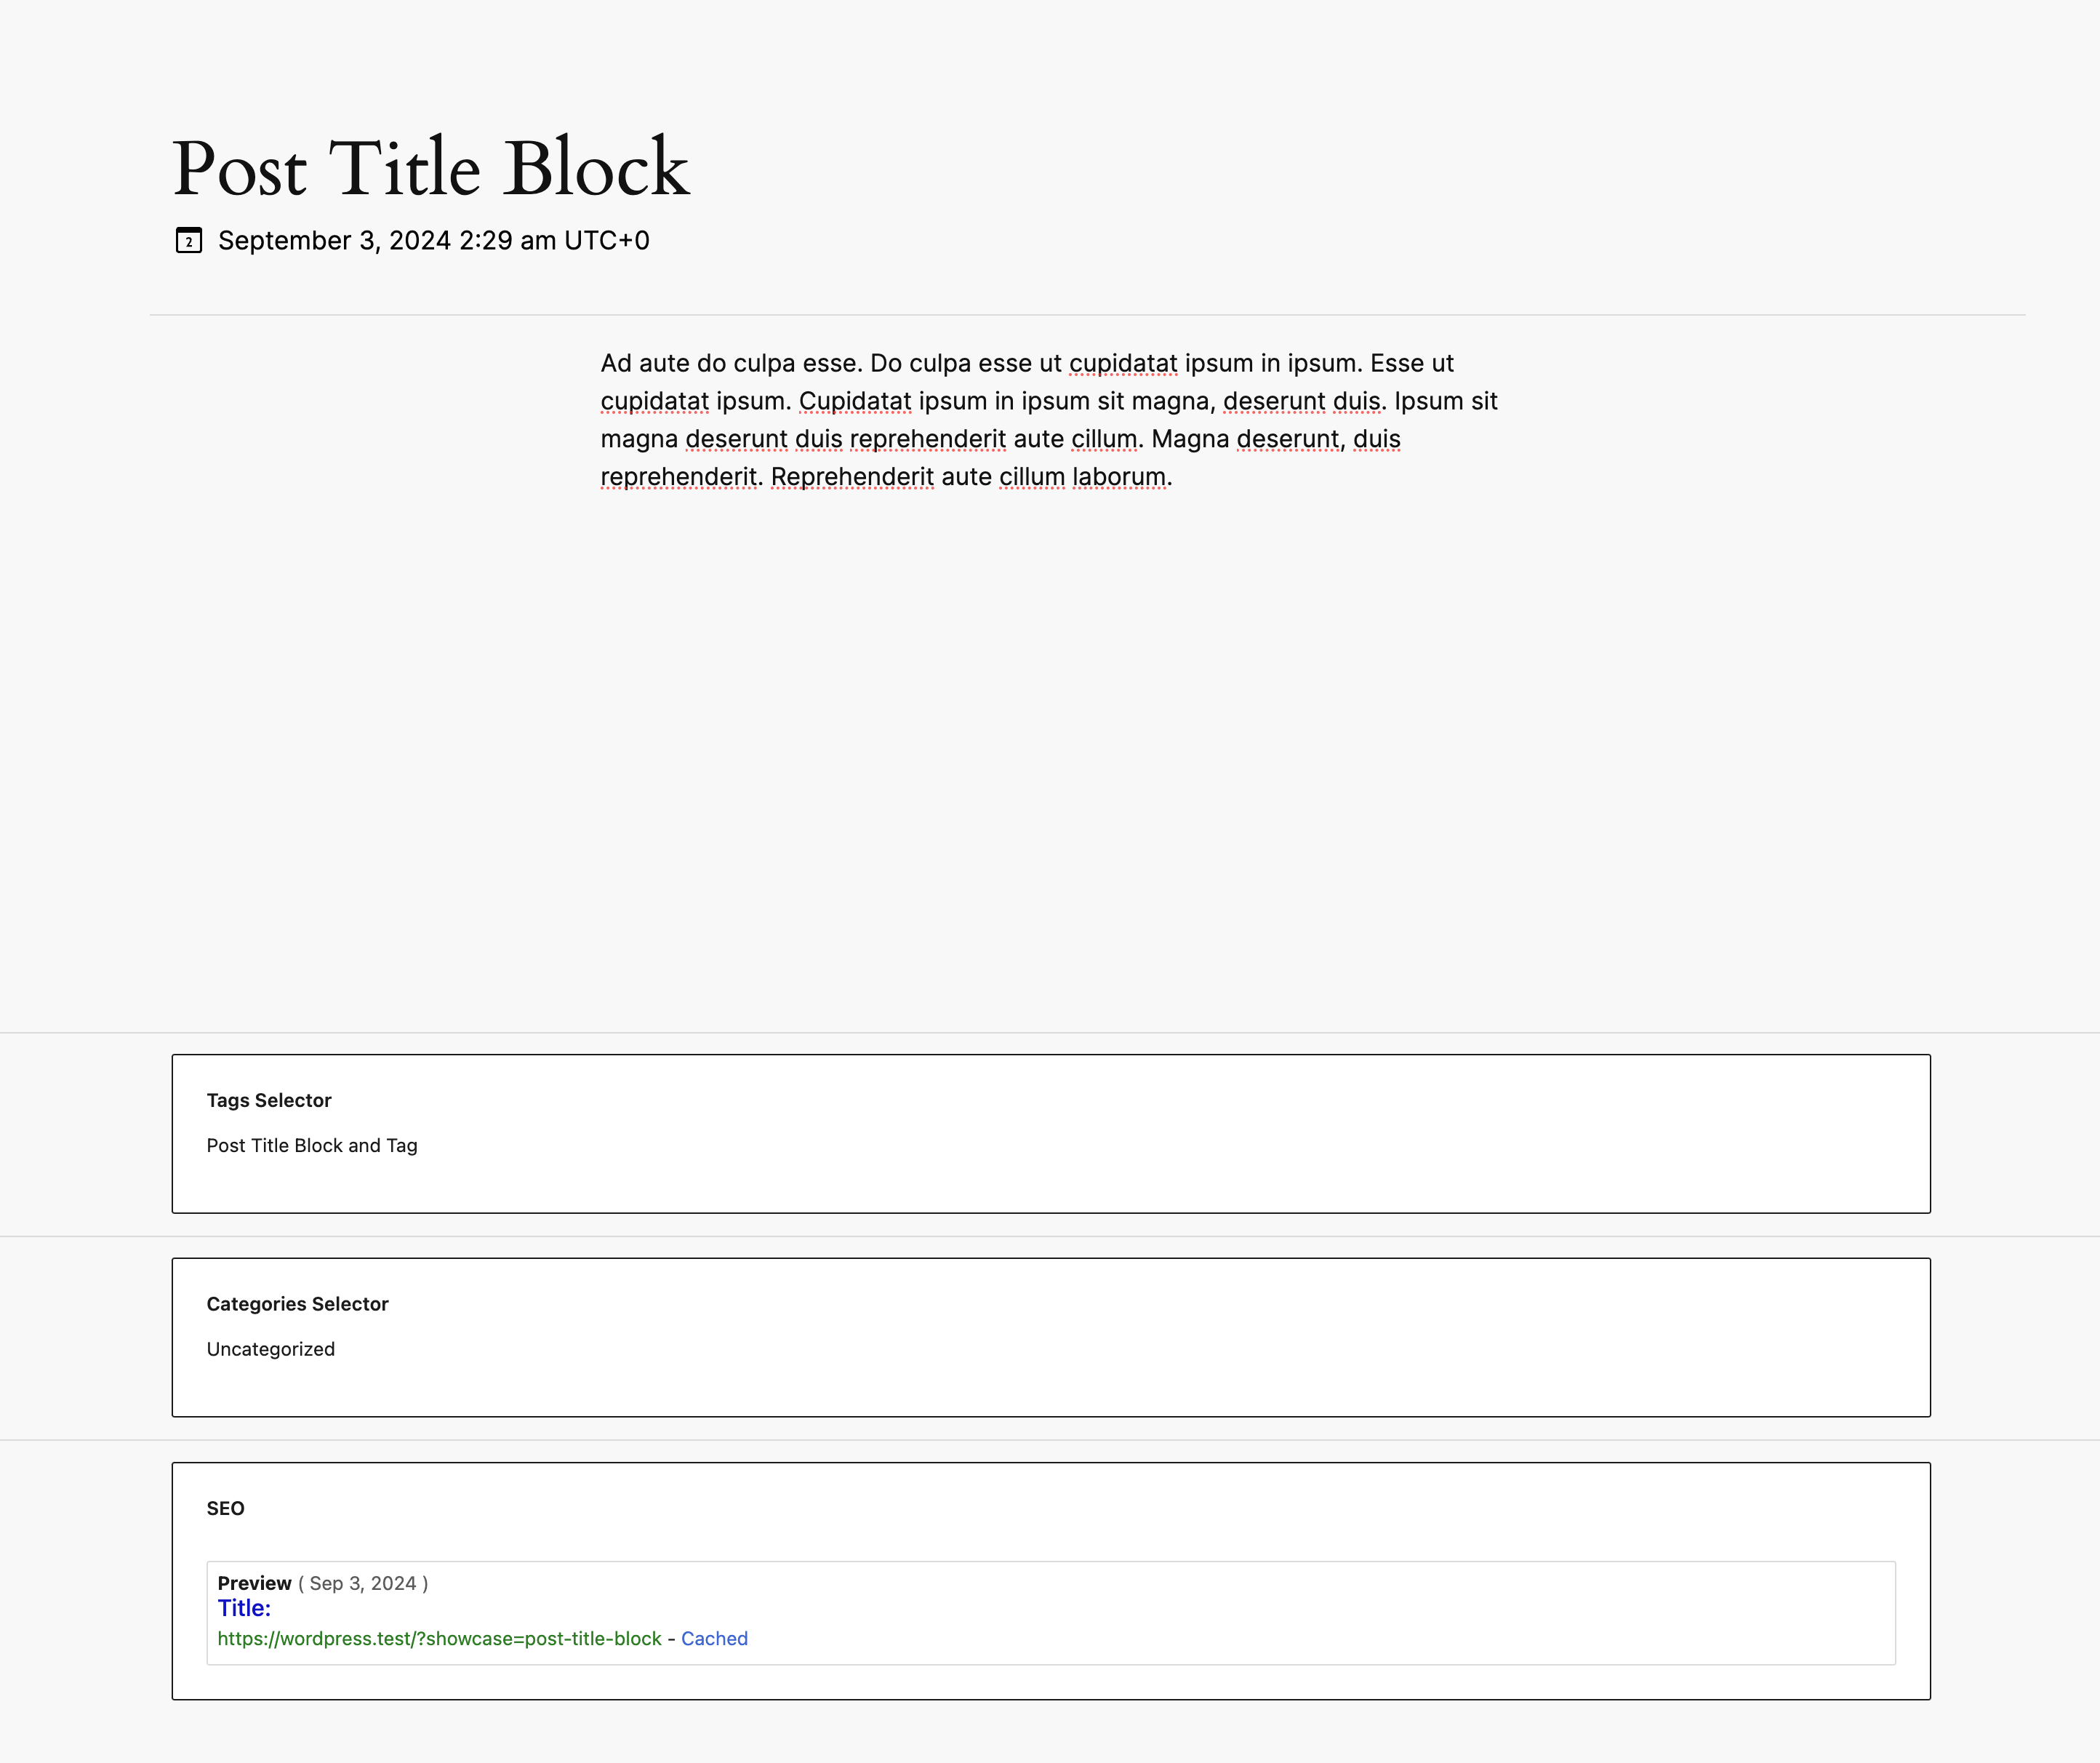 Post Title Block
2 September 3, 2024 2:29 am UTC+0
Ad aute do culpa esse. Do culpa esse ut cupidatat ipsum in ipsum. Esse ut
cupidatat ipsum. Cupidatat ipsum in ipsum sit magna, deserunt duis. Ipsum sit
magna deserunt duis reprehenderit aute cillum. Magna deserunt, duis
reprehenderit. Reprehenderit aute cillum laborum.
Tags Selector
Post Title Block and Tag
Categories Selector
Uncategorized
SEO
Preview ( Sep 3, 2024 )
Title:
https://wordpress.test/?showcase=post-title-block - Cached